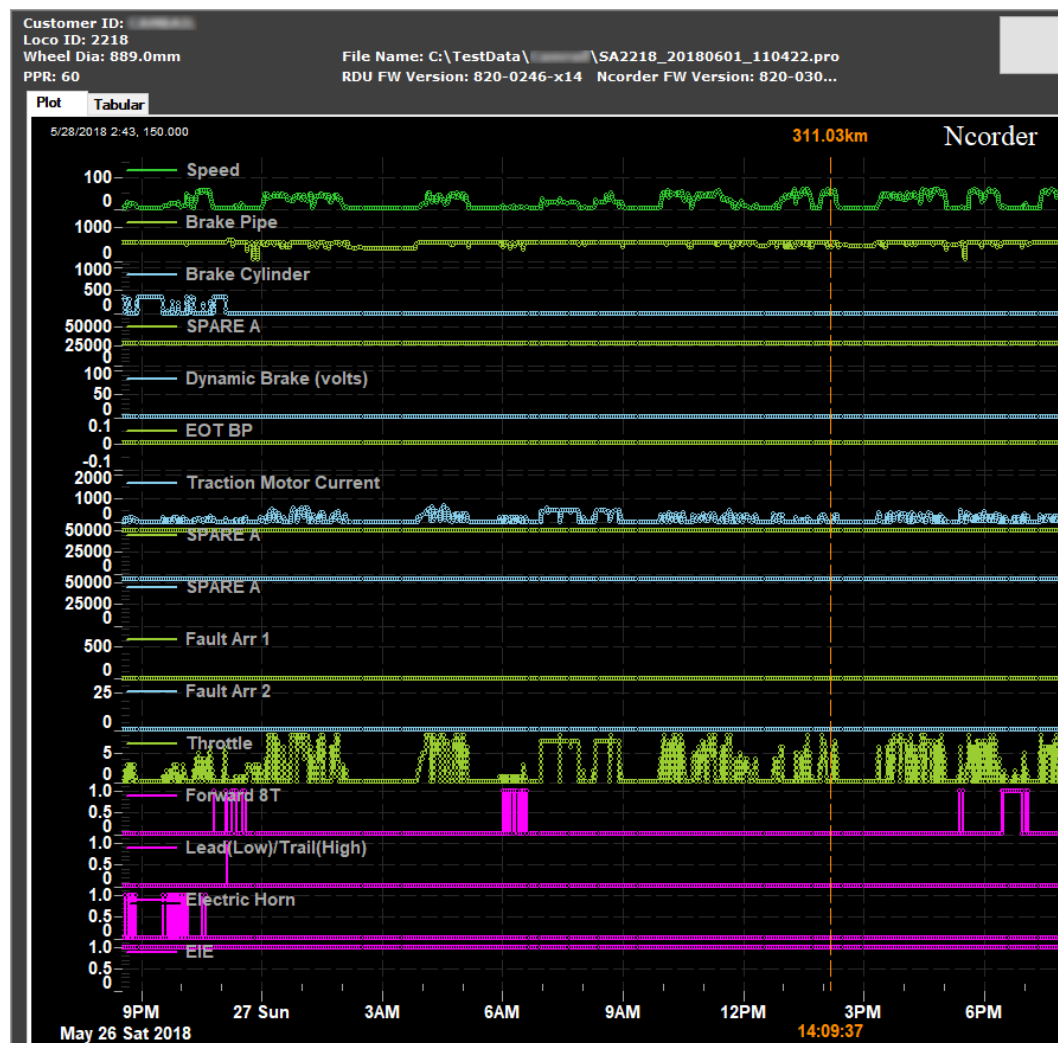 Customer ID:
Loco ID: 2218
Wheel Dia: 889.0mm
File Name: C:\TestData\ \SA2218_20180601_110422.pro
PPR: 60
RDU FW Version: 820-0246-x14 Ncorder FW Version: 820-030...
Plot Tabular
5/28/2018 2:43, 150.000
311.03km
Ncorder
Speed
100
0
Brake Pipe
1000
0
Brake Cylinder
1000
500
0
SPARE A
50000
25000
0
Dynamic Brake (volts)
100
50
0
EOT BP
0.1
0
-0.1
Traction Motor Current
2000
1000
0
SPARE A
50000
25000
0
SPARE A
50000
25000
0
Fault Arr 1
500
0
Fault Arr 2
25
0
Throttle
5
0
Forward 8T
1.0
0.5
0
Lead(Low)/Trail(High)
1.0
0.5
0
Electric Horn
1.0
0.5
0
EIE
1.0
0.5
0
9PM 27 Sun 3AM 6AM 9AM 12PM 3PM 6PM
May 26 Sat 2018
14:09:37